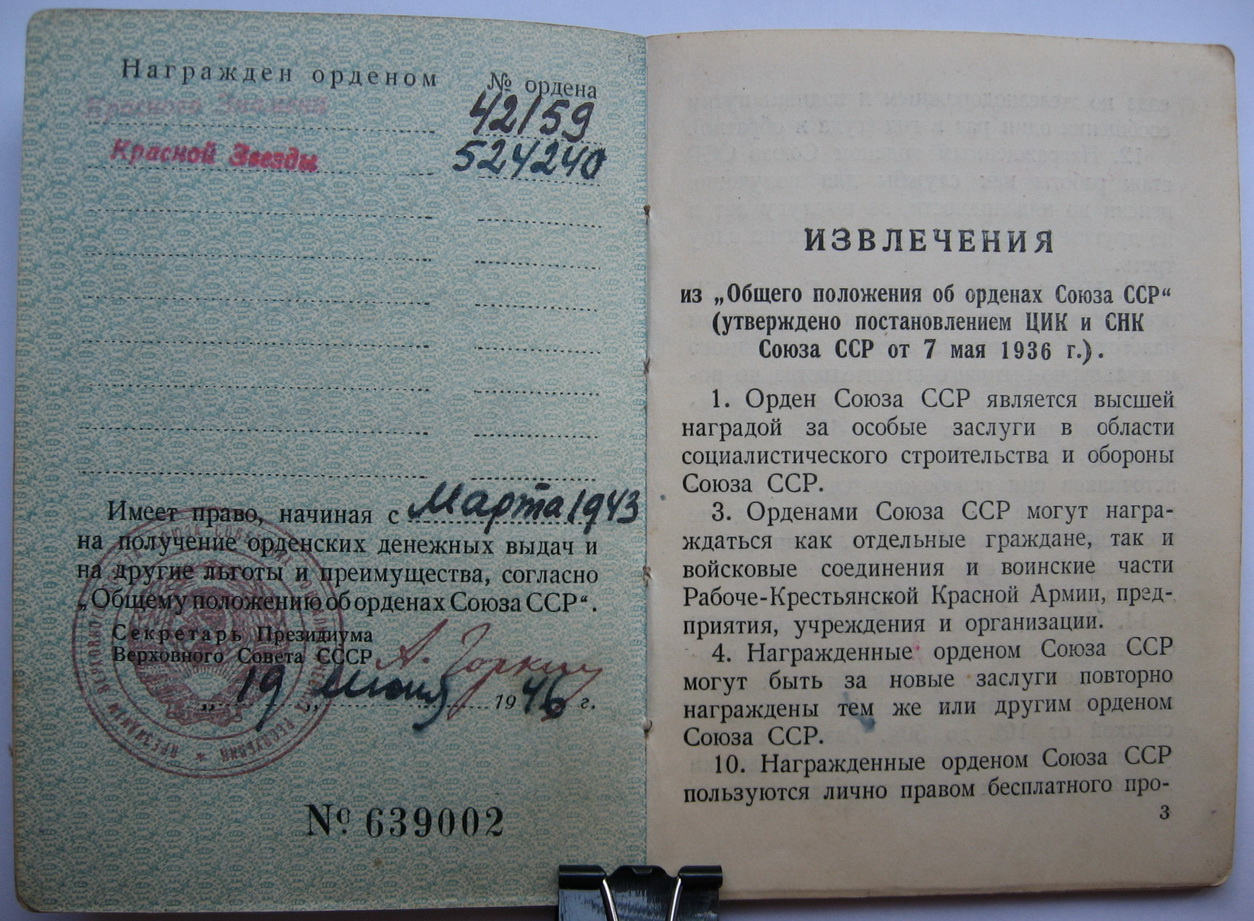 Награжден орденом № ордена
Красного Знамени 42159
Красной Звезды 524240
Имеет право, начиная с Марта 1943
на получение орденских денежных выдач и
на другие льготы и преимущества, согласно
„Общему положению об орденах Союза ССР“.
Секретарь Президиума
Верховного Совета СССР А. Горкин
„19„ Июня 1946 г.
№ 639002
ИЗВЛЕЧЕНИЯ
из „Общего положения об орденах Союза ССР“
(утверждено постановлением ЦИК и СНК
Союза ССР от 7 мая 1936 г.).
1. Орден Союза ССР является высшей
наградой за особые заслуги в области
социалистического строительства и обороны
Союза ССР.
3. Орденами Союза ССР могут награ-
ждаться как отдельные граждане, так и
войсковые соединения и воинские части
Рабоче-Крестьянской Красной Армии, пред-
приятия, учреждения и организации.
4. Награжденные орденом Союза ССР
могут быть за новые заслуги повторно
награждены тем же или другим орденом
Союза ССР.
10. Награжденные орденом Союза ССР
пользуются лично правом бесплатного про-
3